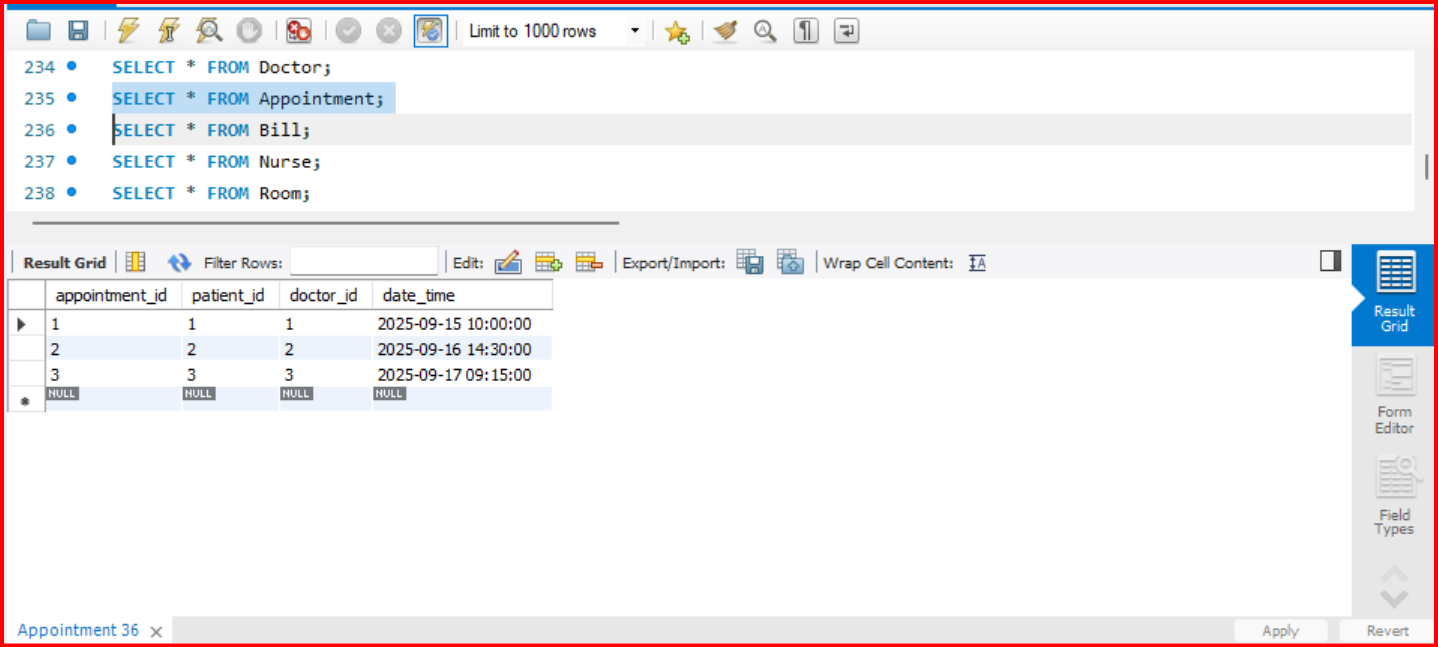 Limit to 1000 rows
234 SELECT * FROM Doctor;
235 SELECT * FROM Appointment;
236 SELECT * FROM Bill;
237 SELECT * FROM Nurse;
238 SELECT * FROM Room;
Result Grid Filter Rows: Edit: Export/Import: Wrap Cell Content: IA
appointment_id patient_id doctor_id date_time
1 1 1 2025-09-15 10:00:00
2 2 2 2025-09-16 14:30:00
3 3 3 2025-09-17 09:15:00
NULL NULL NULL NULL
Result
Grid
Form
Editor
Field
Types
Appointment 36
Apply Revert